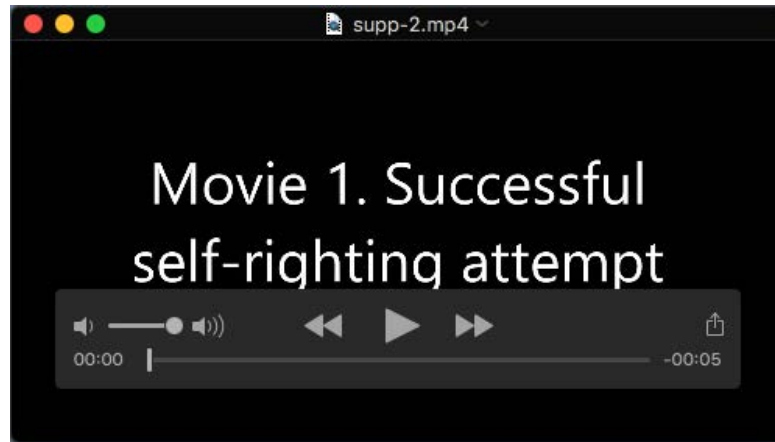 supp-2.mp4
Movie 1. Successful
self-righting attempt
00:00
-00:05